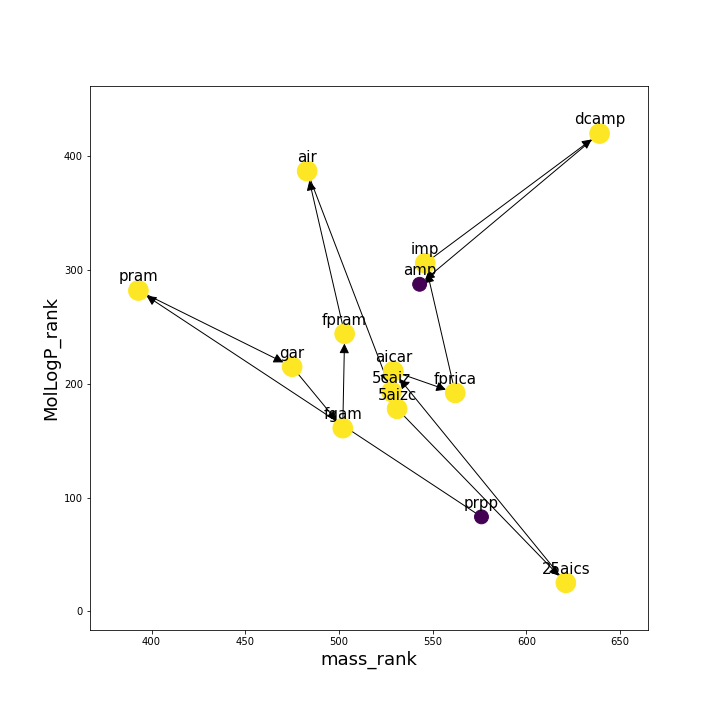 dcamp
air
imp
amp
pram
fpram
gar
aicar
5caiz
fprica
5aizc
fgam
prpp
25aics
400
300
200
100
0
MolLogP_rank
400
450
500
550
600
650
mass_rank